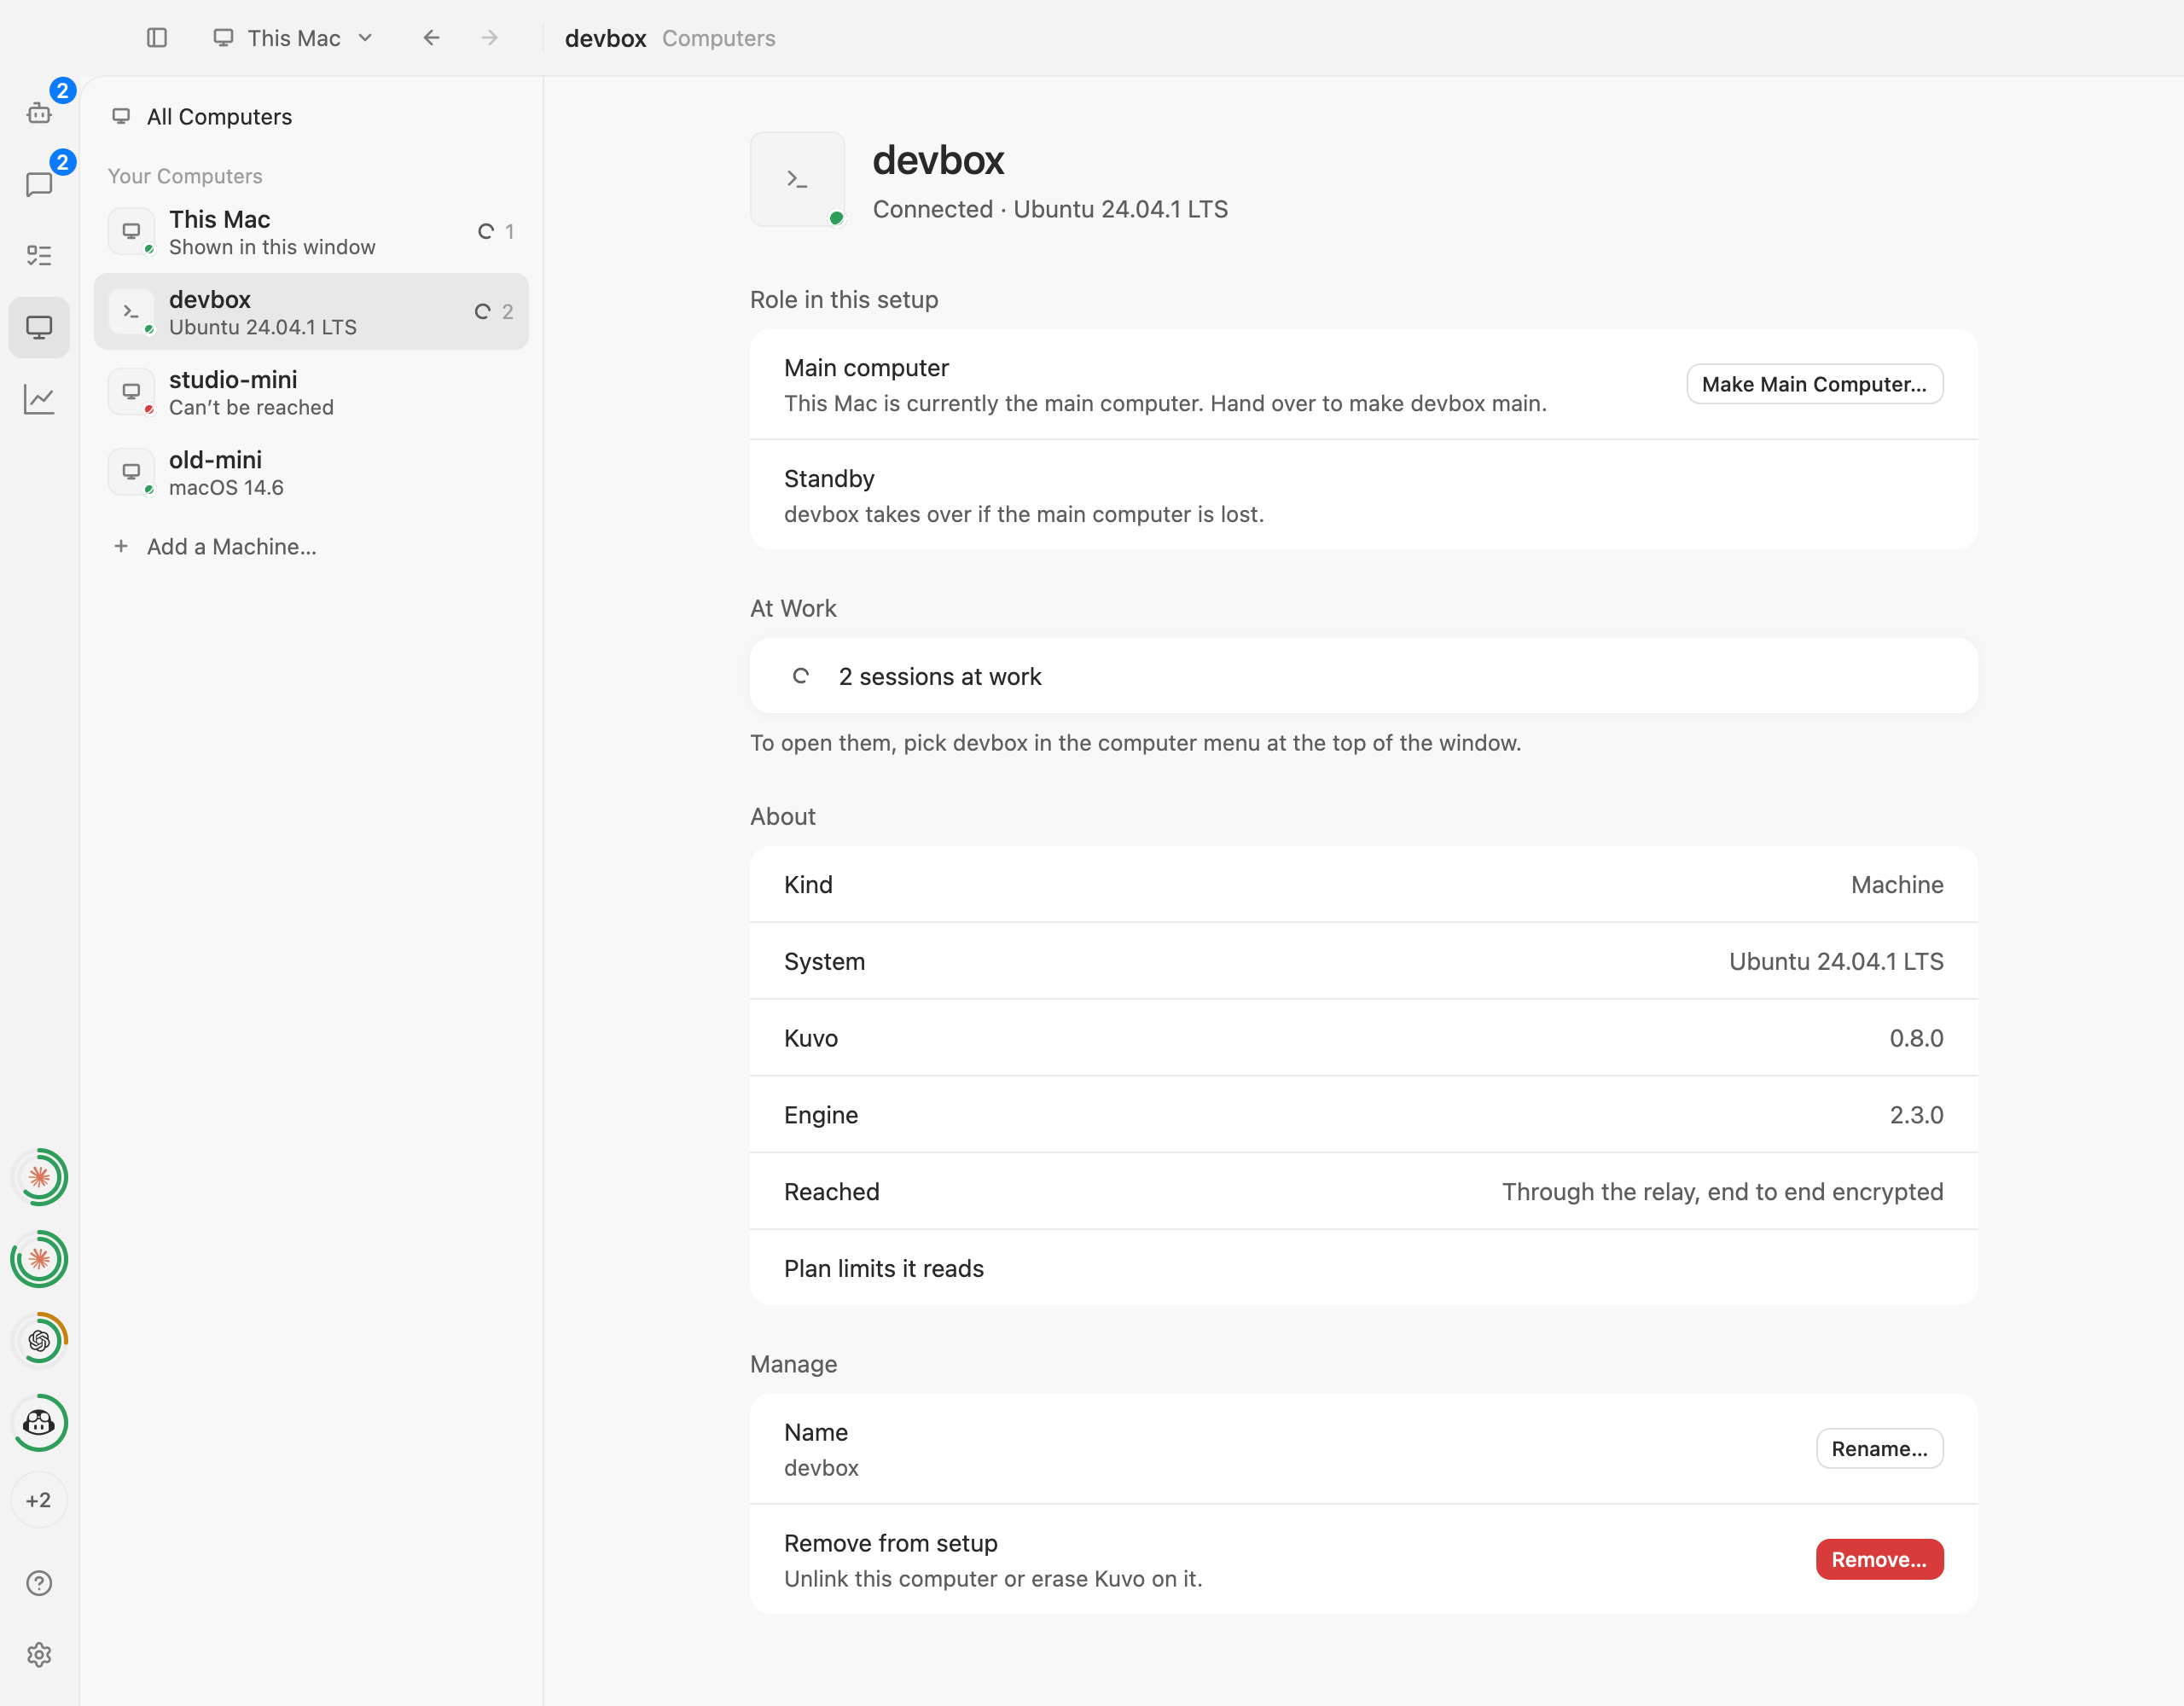 This Mac
devbox Computers
2
2
All Computers
Your Computers
This Mac
Shown in this window
1
devbox
Ubuntu 24.04.1 LTS
2
studio-mini
Can’t be reached
old-mini
macOS 14.6
+ Add a Machine...
+2
devbox
Connected · Ubuntu 24.04.1 LTS
Role in this setup
Main computer
This Mac is currently the main computer. Hand over to make devbox main.
Make Main Computer...
Standby
devbox takes over if the main computer is lost.
At Work
2 sessions at work
To open them, pick devbox in the computer menu at the top of the window.
About
Kind Machine
System Ubuntu 24.04.1 LTS
Kuvo 0.8.0
Engine 2.3.0
Reached Through the relay, end to end encrypted
Plan limits it reads
Manage
Name
devbox
Rename...
Remove from setup
Unlink this computer or erase Kuvo on it.
Remove...